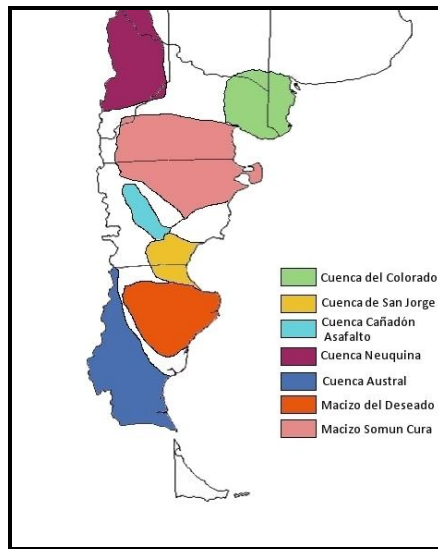 Cuenca del Colorado
Cuenca de San Jorge
Cuenca Cañadón
Asafalto
Cuenca Neuquina
Cuenca Austral
Macizo del Deseado
Macizo Somun Cura